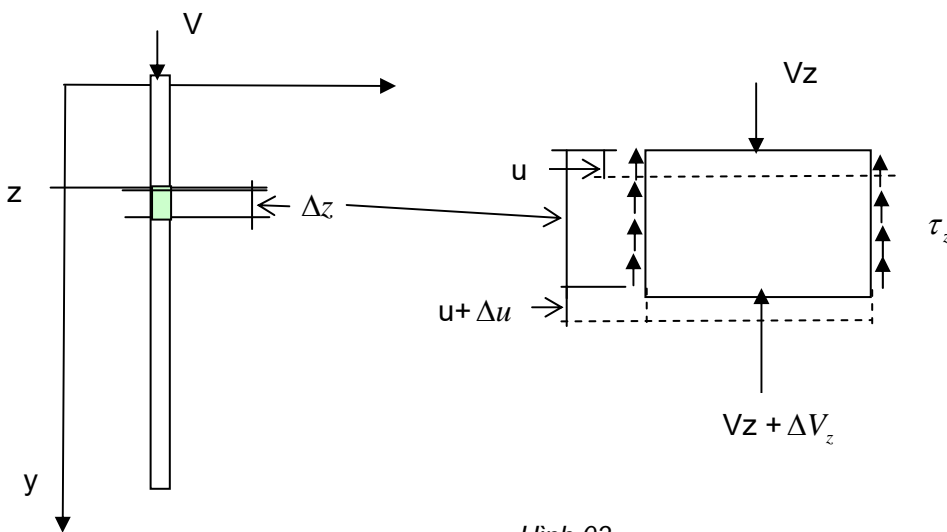 V
Vz
u
z
Δz
τz
u+ Δu
Vz + ΔVz
y
Hình 02